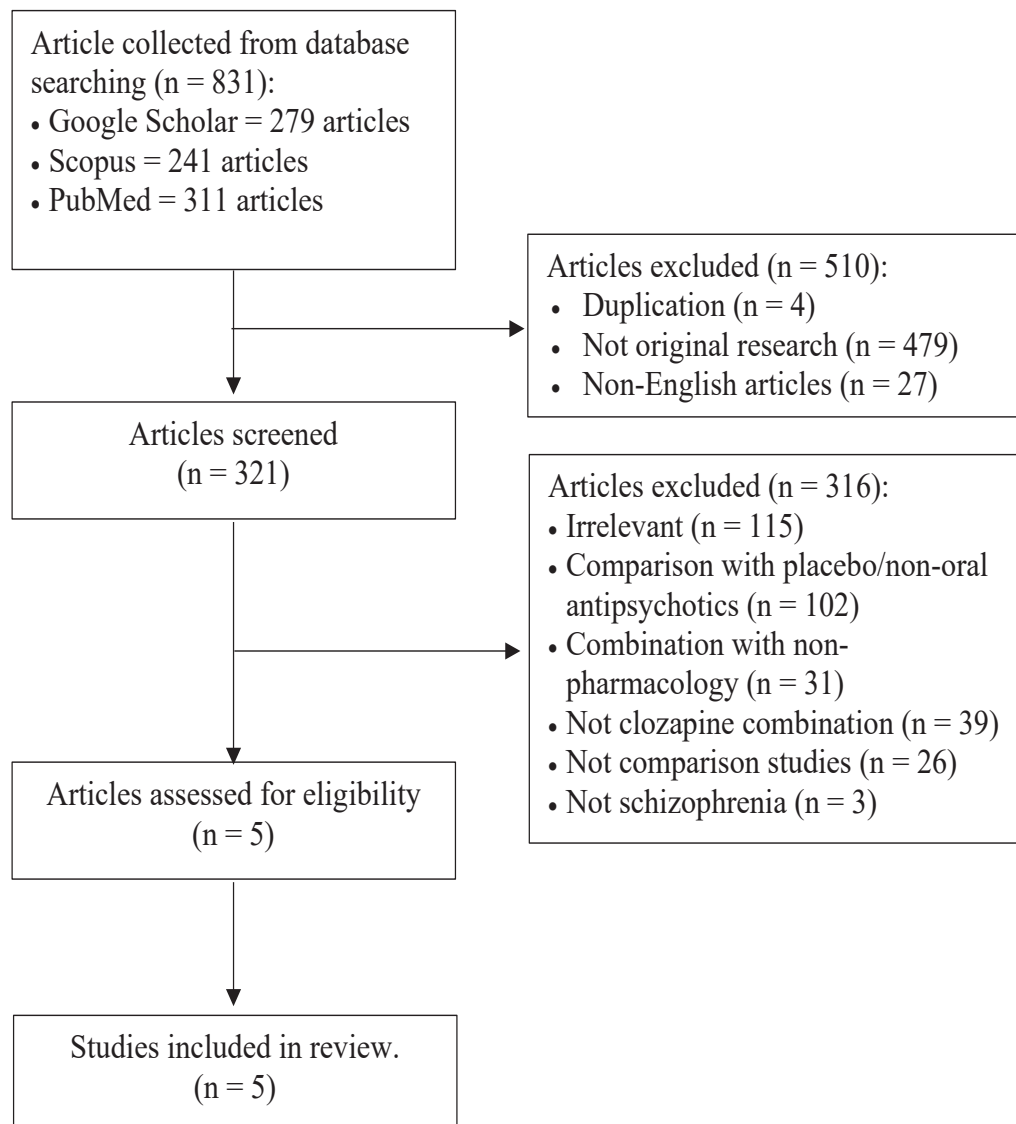 Article collected from database
searching (n = 831):
• Google Scholar = 279 articles
• Scopus = 241 articles
• PubMed = 311 articles
Articles excluded (n = 510):
• Duplication (n = 4)
• Not original research (n = 479)
• Non-English articles (n = 27)
Articles screened
(n = 321)
Articles excluded (n = 316):
• Irrelevant (n = 115)
• Comparison with placebo/non-oral
antipsychotics (n = 102)
• Combination with non-
pharmacology (n = 31)
• Not clozapine combination (n = 39)
• Not comparison studies (n = 26)
• Not schizophrenia (n = 3)
Articles assessed for eligibility
(n = 5)
Studies included in review.
(n = 5)